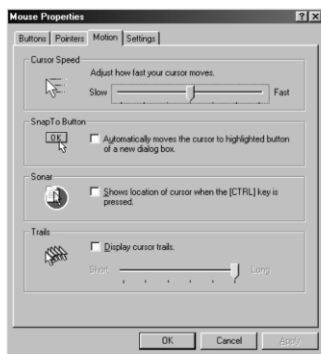 Mouse Properties
Buttons Pointers Motion Settings
Cursor Speed
Adjust how fast your cursor moves.
Slow Fast
SnapTo Button
OK
Automatically moves the cursor to highlighted button
of a new dialog box.
Sonar
Shows location of cursor when the [CTRL] key is
pressed.
Trails
Display cursor trails.
Short Long
OK Cancel Apply